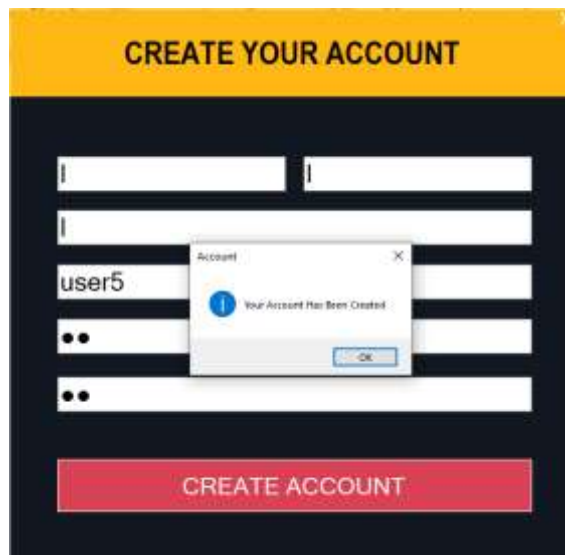 CREATE YOUR ACCOUNT
l
l
l
Account
user5
Your Account Has Been Created
OK
CREATE ACCOUNT